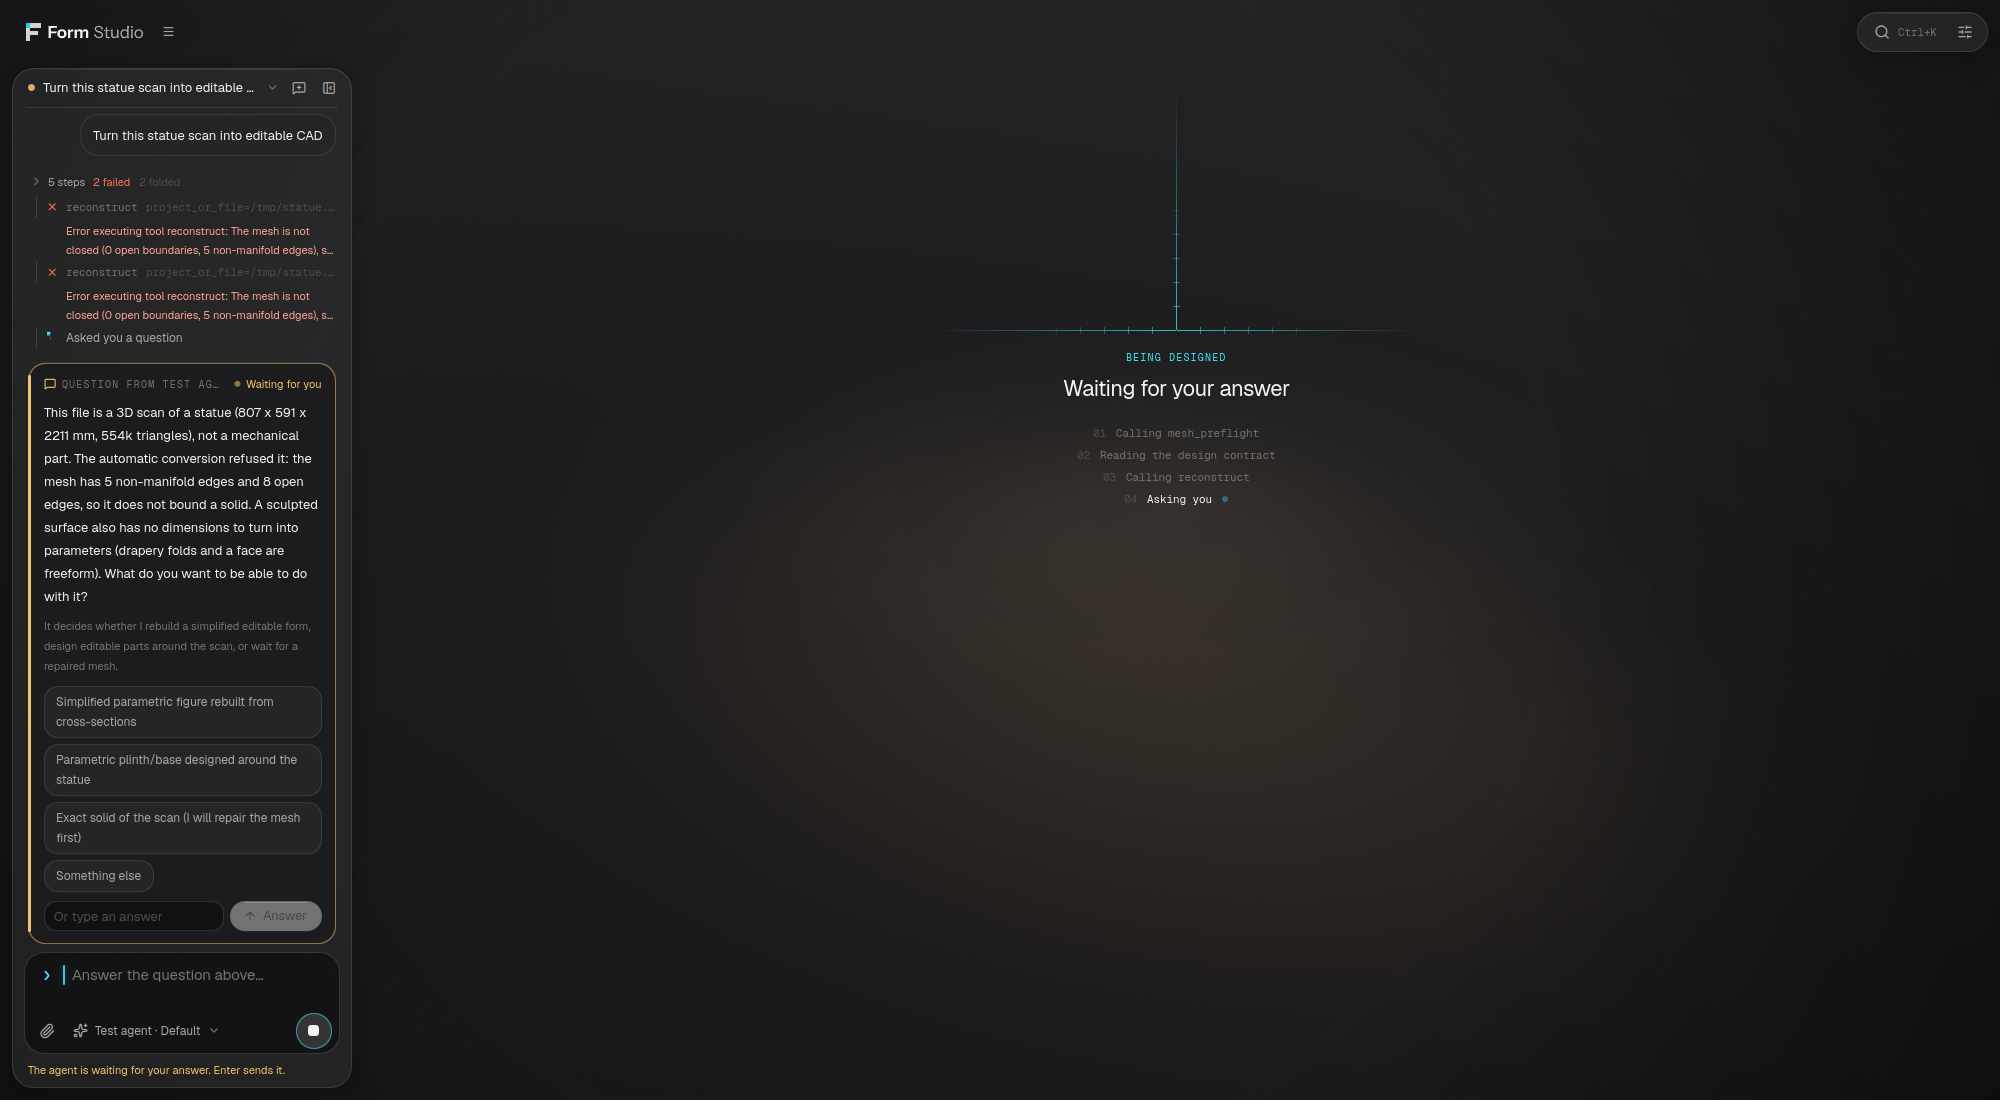 Form Studio
Ctrl+K
Turn this statue scan into editable ...
Turn this statue scan into editable CAD
5 steps 2 failed 2 folded
reconstruct project_or_file=/tmp/statue.…
Error executing tool reconstruct: The mesh is not
closed (0 open boundaries, 5 non-manifold edges), s...
reconstruct project_or_file=/tmp/statue.…
Error executing tool reconstruct: The mesh is not
closed (0 open boundaries, 5 non-manifold edges), s...
Asked you a question
QUESTION FROM TEST AG… Waiting for you
This file is a 3D scan of a statue (807 x 591 x
2211 mm, 554k triangles), not a mechanical
part. The automatic conversion refused it: the
mesh has 5 non-manifold edges and 8 open
edges, so it does not bound a solid. A sculpted
surface also has no dimensions to turn into
parameters (drapery folds and a face are
freeform). What do you want to be able to do
with it?
It decides whether I rebuild a simplified editable form,
design editable parts around the scan, or wait for a
repaired mesh.
Simplified parametric figure rebuilt from
cross-sections
Parametric plinth/base designed around the
statue
Exact solid of the scan (I will repair the mesh
first)
Something else
Or type an answer
Answer
Answer the question above...
Test agent · Default
The agent is waiting for your answer. Enter sends it.
BEING DESIGNED
Waiting for your answer
01 Calling mesh_preflight
02 Reading the design contract
03 Calling reconstruct
04 Asking you